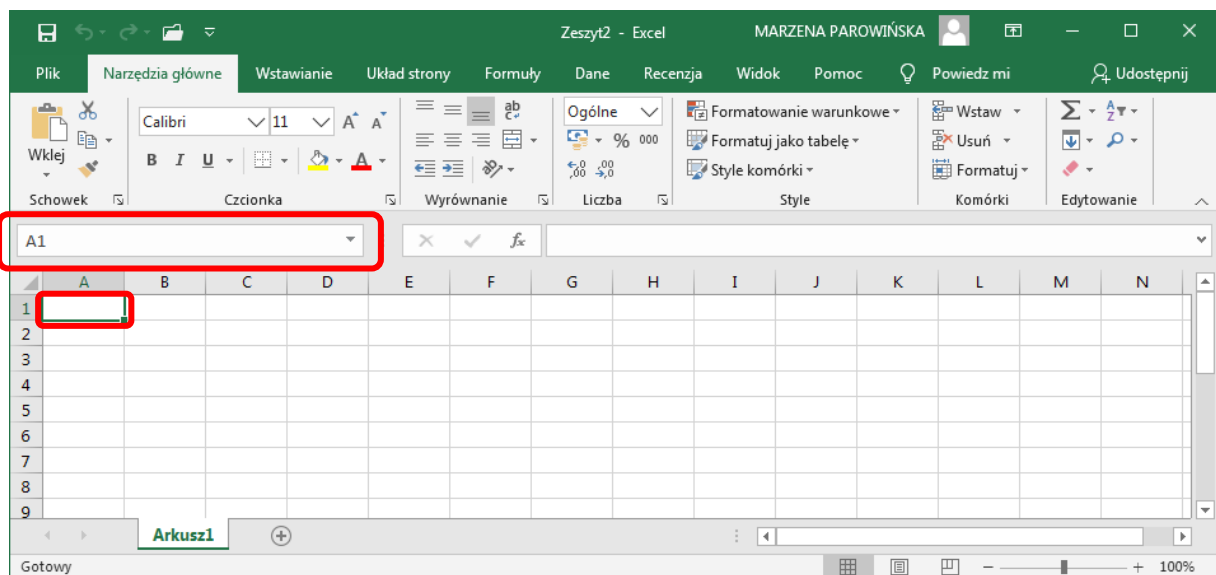 Zeszyt2 - Excel MARZENA PAROWIŃSKA
Plik Narzędzia główne Wstawianie Układ strony Formuły Dane Recenzja Widok Pomoc Powiedz mi Udostępnij
Calibri 11 A A ab Ogólne Formatowanie warunkowe Wstaw Σ A Z
Wklej B I U A % 000 Formatuj jako tabelę Usuń
Style komórki Formatuj
Schowek Czcionka Wyrównanie Liczba Style Komórki Edytowanie
A1 fx
A B C D E F G H I J K L M N
1
2
3
4
5
6
7
8
9
Arkusz1
Gotowy 100%